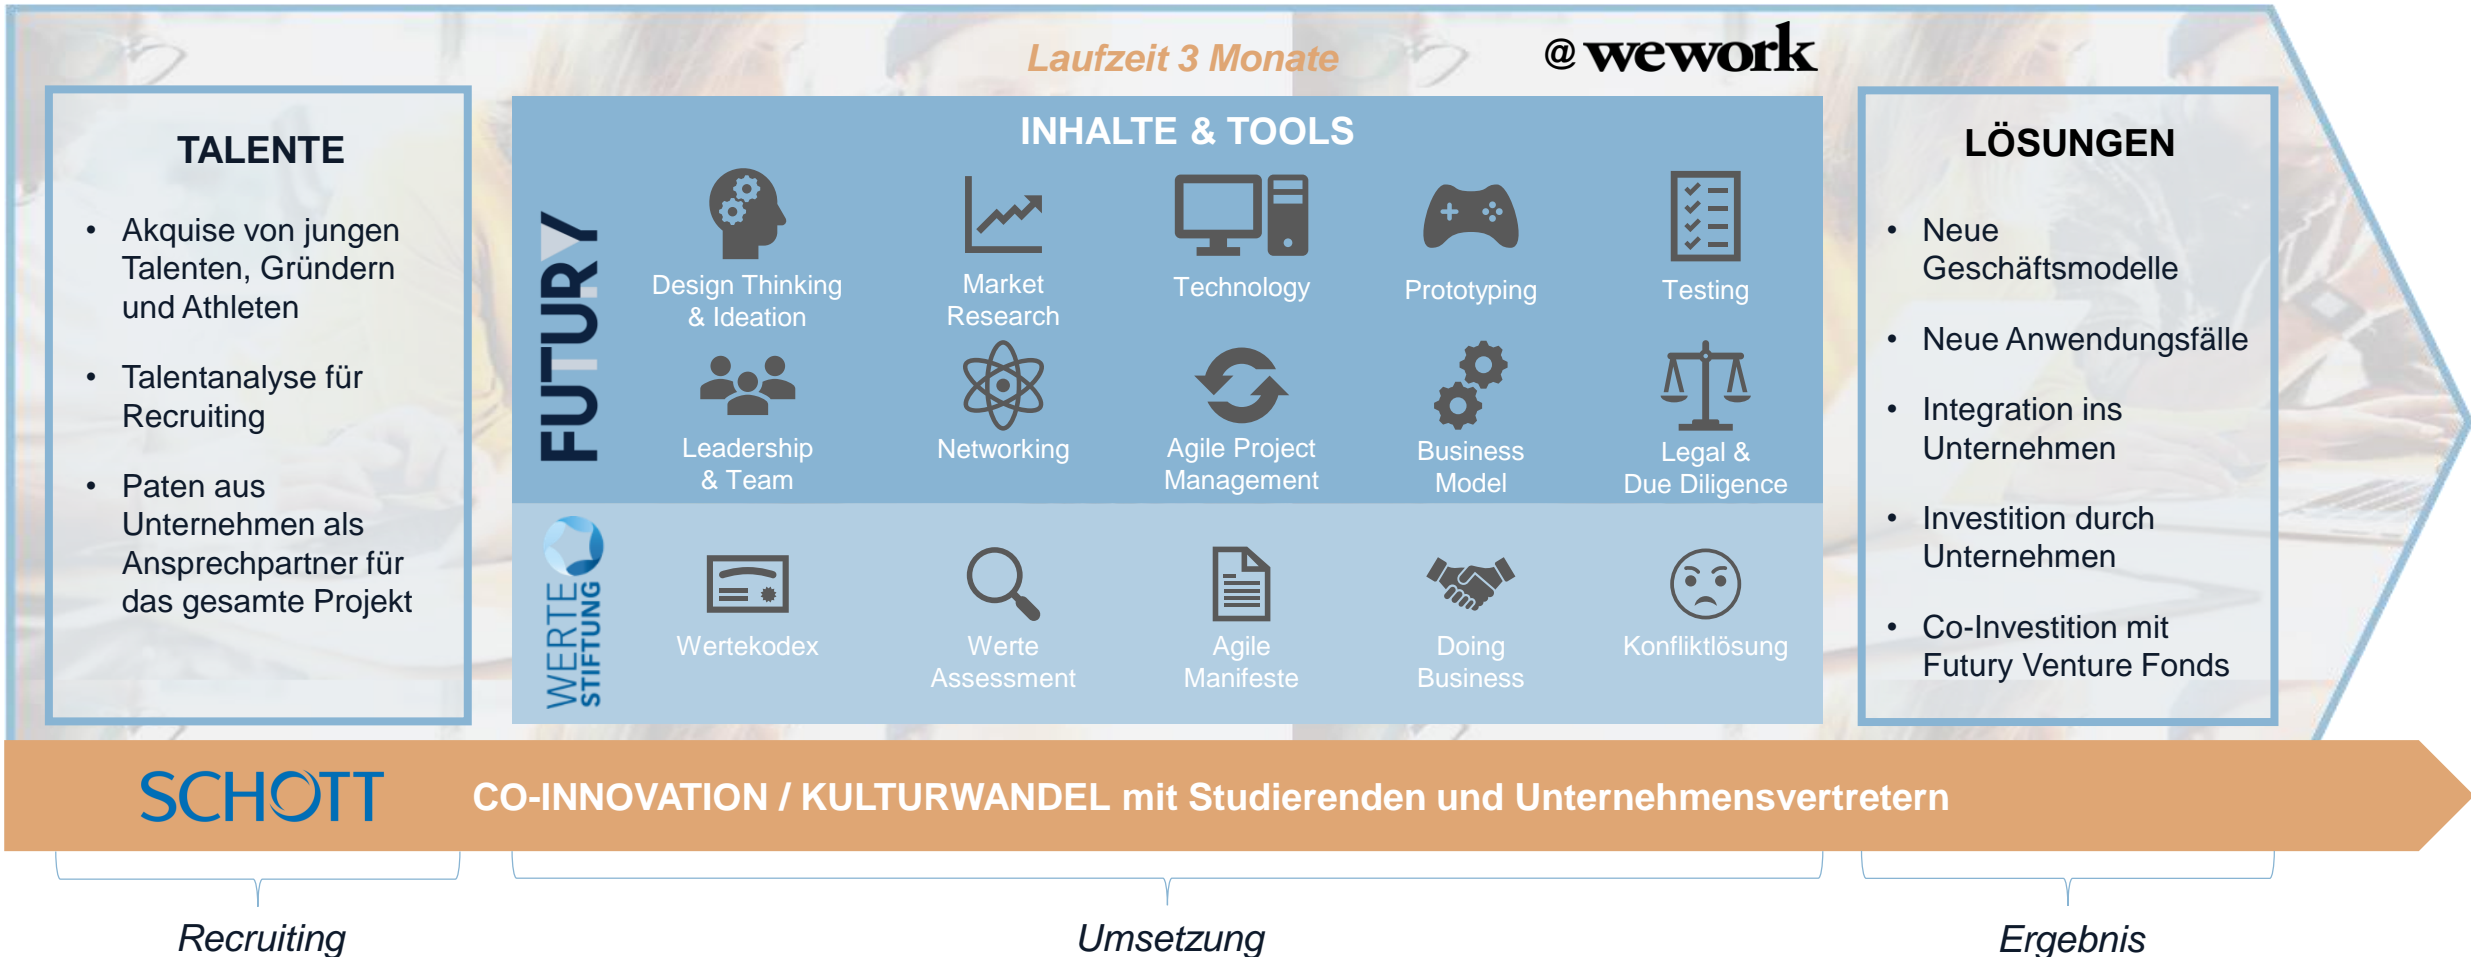 Laufzeit 3 Monate
@ wework
TALENTE
• Akquise von jungen
Talenten, Gründern
und Athleten
• Talentanalyse für
Recruiting
• Paten aus
Unternehmen als
Ansprechpartner für
das gesamte Projekt
INHALTE & TOOLS
FUTURY
Design Thinking
& Ideation
Market
Research
Technology
Prototyping
Testing
Leadership
& Team
Networking
Agile Project
Management
Business
Model
Legal &
Due Diligence
WERTE
STIFTUNG
Wertekodex
Werte
Assessment
Agile
Manifeste
Doing
Business
Konfliktlösung
LÖSUNGEN
• Neue
Geschäftsmodelle
• Neue Anwendungsfälle
• Integration ins
Unternehmen
• Investition durch
Unternehmen
• Co-Investition mit
Futury Venture Fonds
SCHOTT
CO-INNOVATION / KULTURWANDEL mit Studierenden und Unternehmensvertretern
Recruiting
Umsetzung
Ergebnis